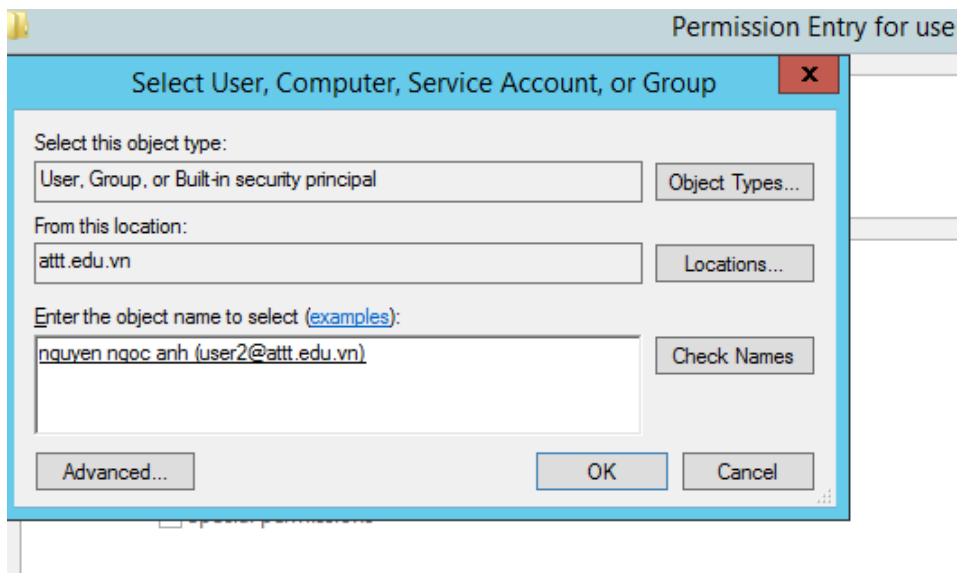 Permission Entry for use
Select User, Computer, Service Account, or Group
x
Select this object type:
User, Group, or Built-in security principal
Object Types...
From this location:
attt.edu.vn
Locations...
Enter the object name to select (examples):
nguyen ngoc anh (user2@attt.edu.vn)
Check Names
Advanced...
OK
Cancel
Special permissions